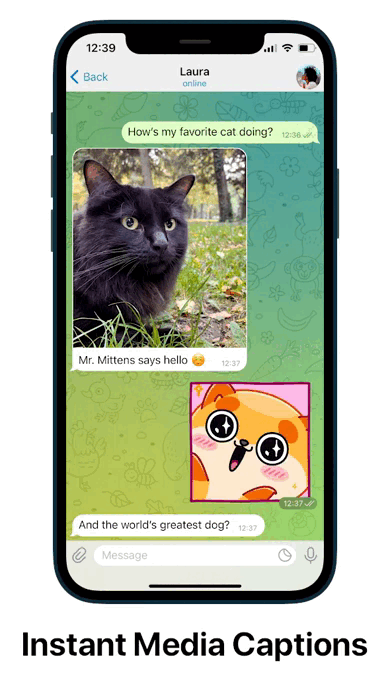 12:39
Back
Laura
online
How's my favorite cat doing? 12:36
Mr. Mittens says hello 12:37
12:37
And the world's greatest dog? 12:37
Message
Instant Media Captions